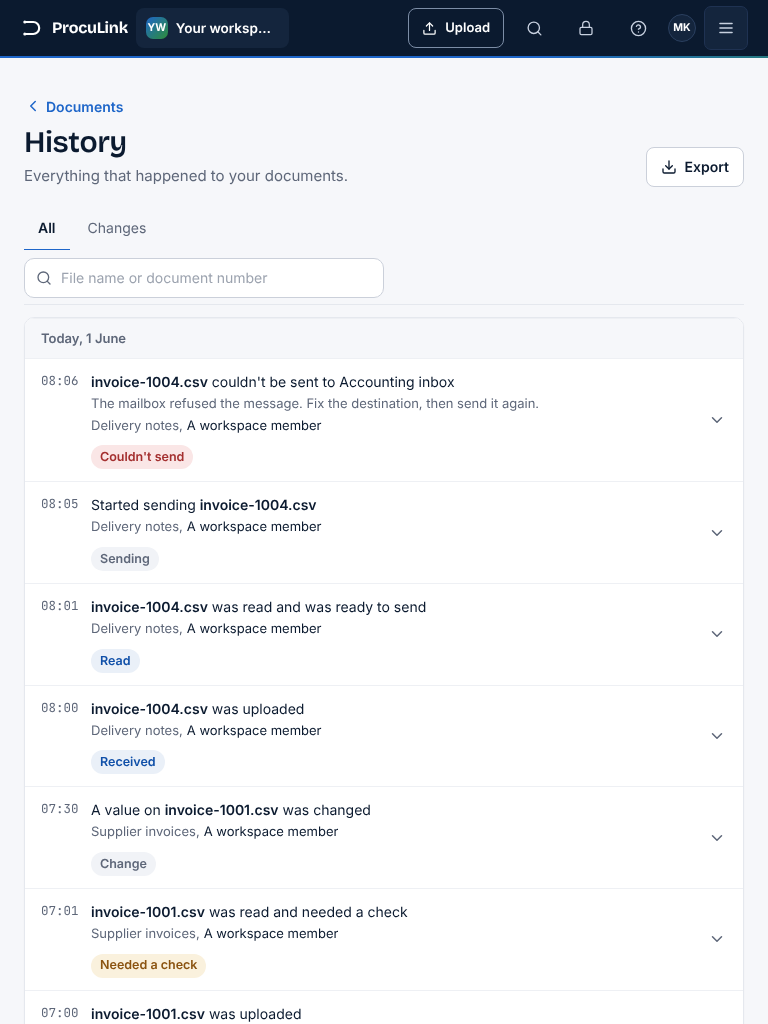 ProcuLink YW Your worksp... Upload MK
Documents
History
Everything that happened to your documents.
Export
All Changes
File name or document number
Today, 1 June
08:06 invoice-1004.csv couldn't be sent to Accounting inbox
The mailbox refused the message. Fix the destination, then send it again.
Delivery notes, A workspace member
Couldn't send
08:05 Started sending invoice-1004.csv
Delivery notes, A workspace member
Sending
08:01 invoice-1004.csv was read and was ready to send
Delivery notes, A workspace member
Read
08:00 invoice-1004.csv was uploaded
Delivery notes, A workspace member
Received
07:30 A value on invoice-1001.csv was changed
Supplier invoices, A workspace member
Change
07:01 invoice-1001.csv was read and needed a check
Supplier invoices, A workspace member
Needed a check
07:00 invoice-1001.csv was uploaded